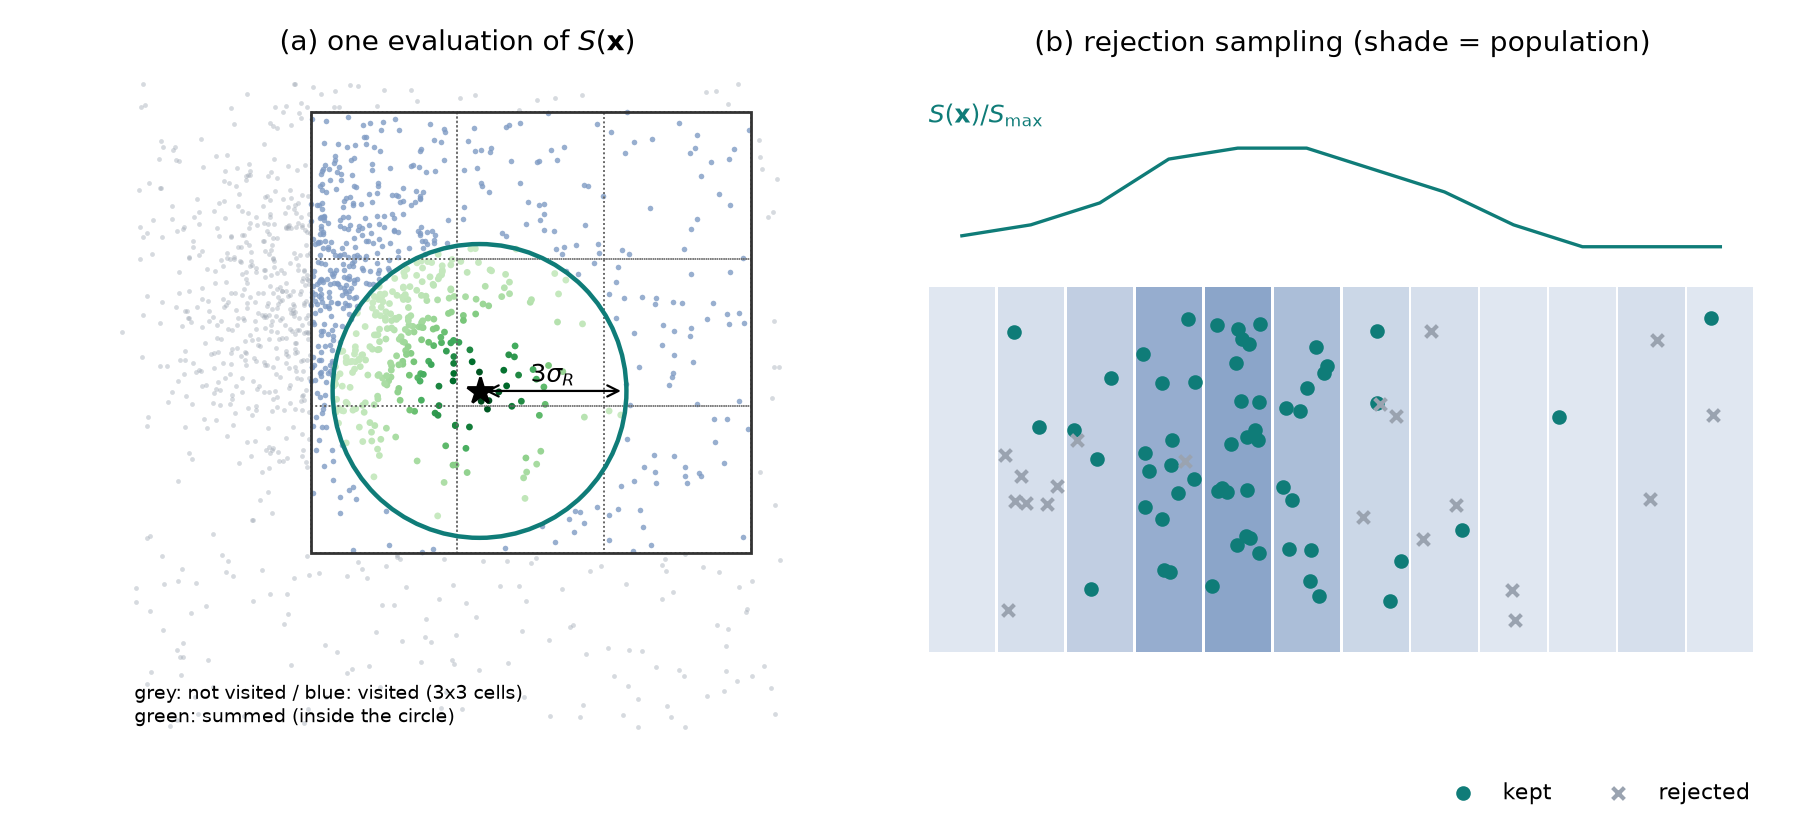 (a) one evaluation of S(x)
3σ_R
grey: not visited / blue: visited (3x3 cells)
green: summed (inside the circle)
(b) rejection sampling (shade = population)
S(x)/S_max
kept
rejected